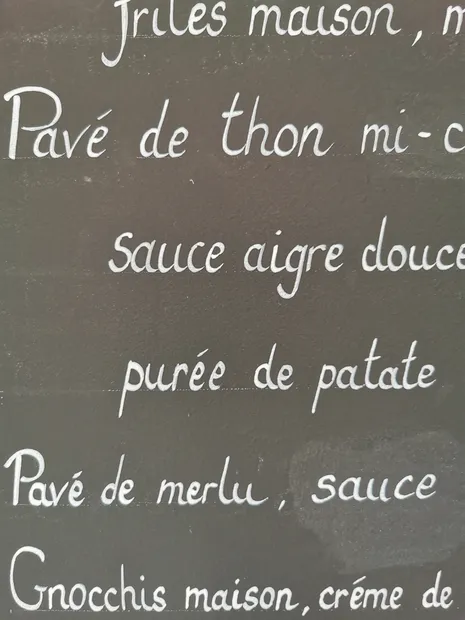 frites maison, m
Pavé de thon mi-c
sauce aigre douce
purée de patate
Pavé de merlu, sauce
Gnocchis maison, créme de